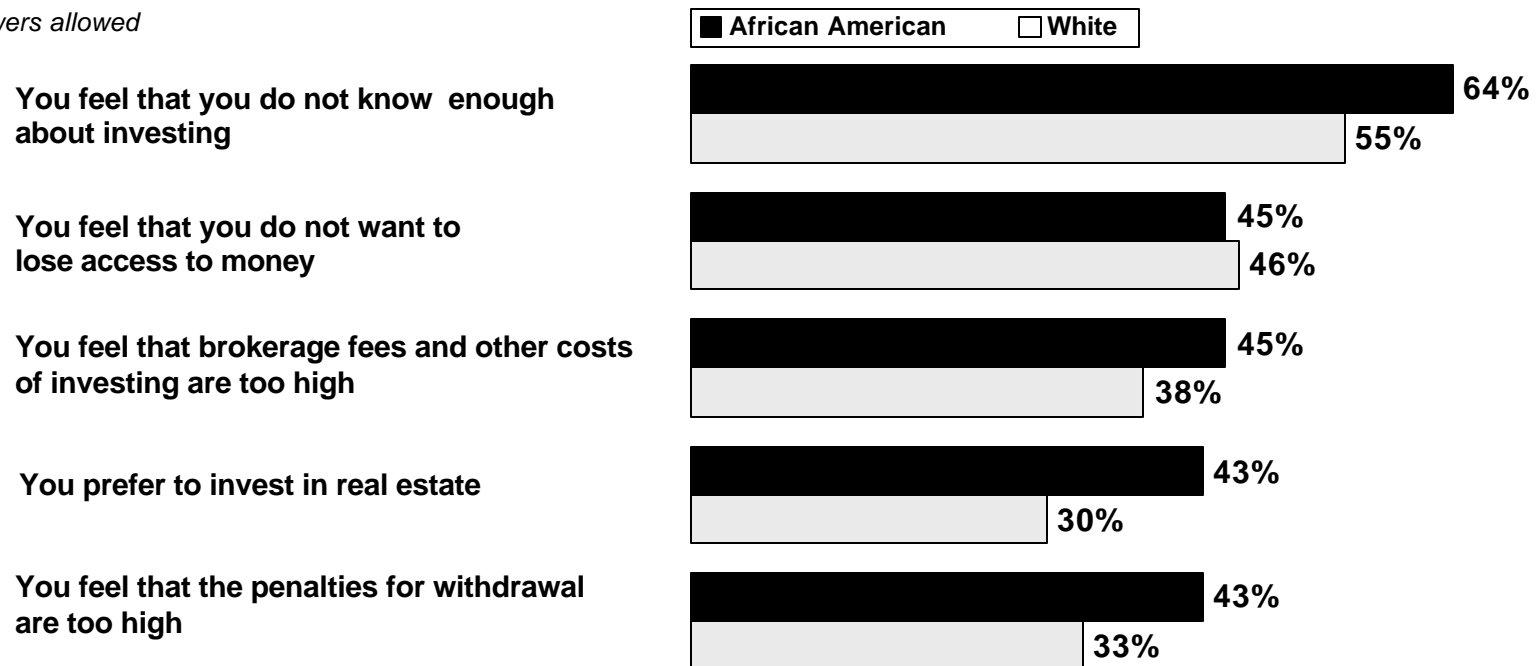 allowed
African American White
You feel that you do not know enough
about investing
64%
55%
You feel that you do not want to
lose access to money
45%
46%
You feel that brokerage fees and other costs
of investing are too high
45%
38%
You prefer to invest in real estate
43%
30%
You feel that the penalties for withdrawal
are too high
43%
33%